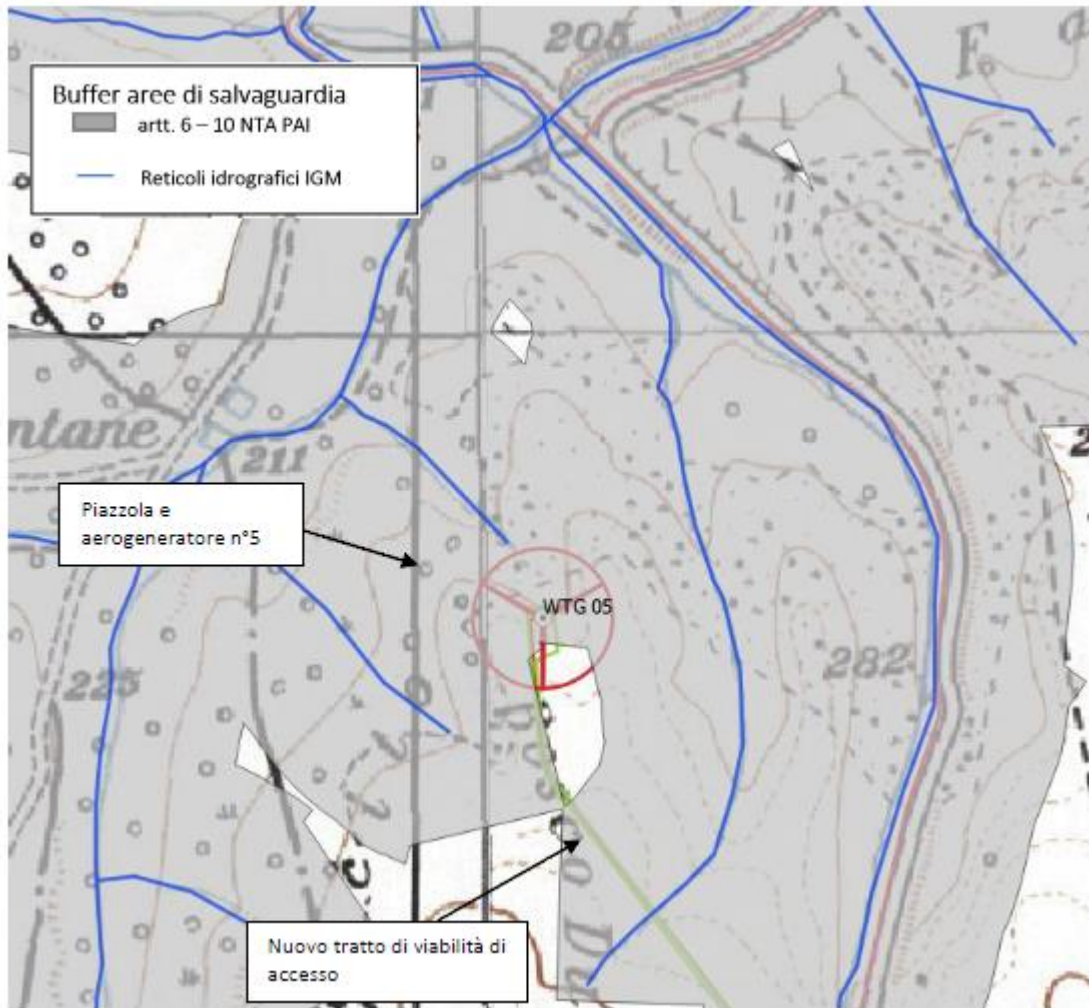 205
F
Buffer aree di salvaguardia
artt. 6 – 10 NTA PAI
Reticoli idrografici IGM
ntane
211
2
Piazzola e
aerogeneratore n°5
WTG 05
225
282
Nuovo tratto di viabilità di
accesso